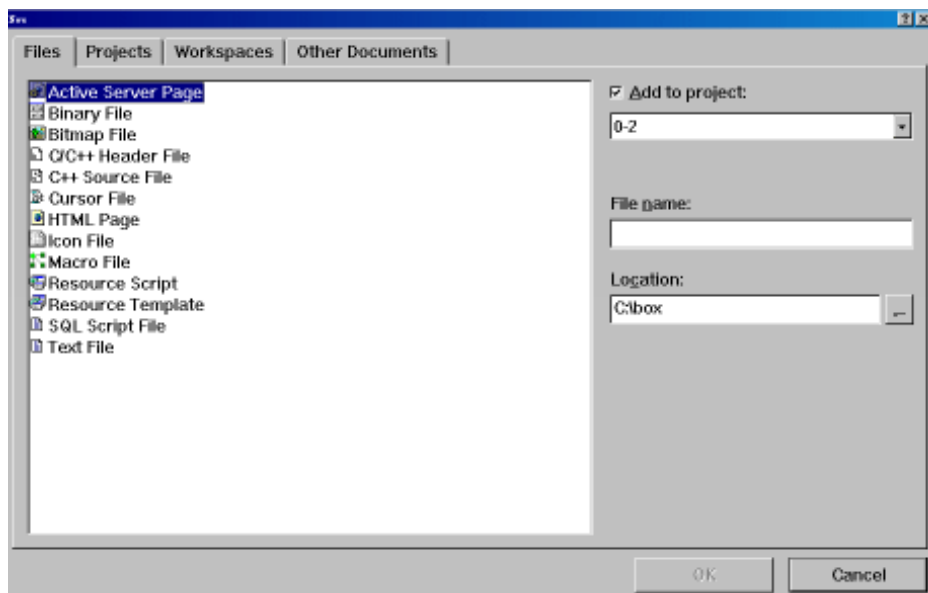 Files Projects Workspaces Other Documents
Active Server Page
Binary File
Bitmap File
C/C++ Header File
C++ Source File
Cursor File
HTML Page
Icon File
Macro File
Resource Script
Resource Template
SQL Script File
Text File
Add to project:
0-2
File name:
Location:
C:\box
...
OK Cancel